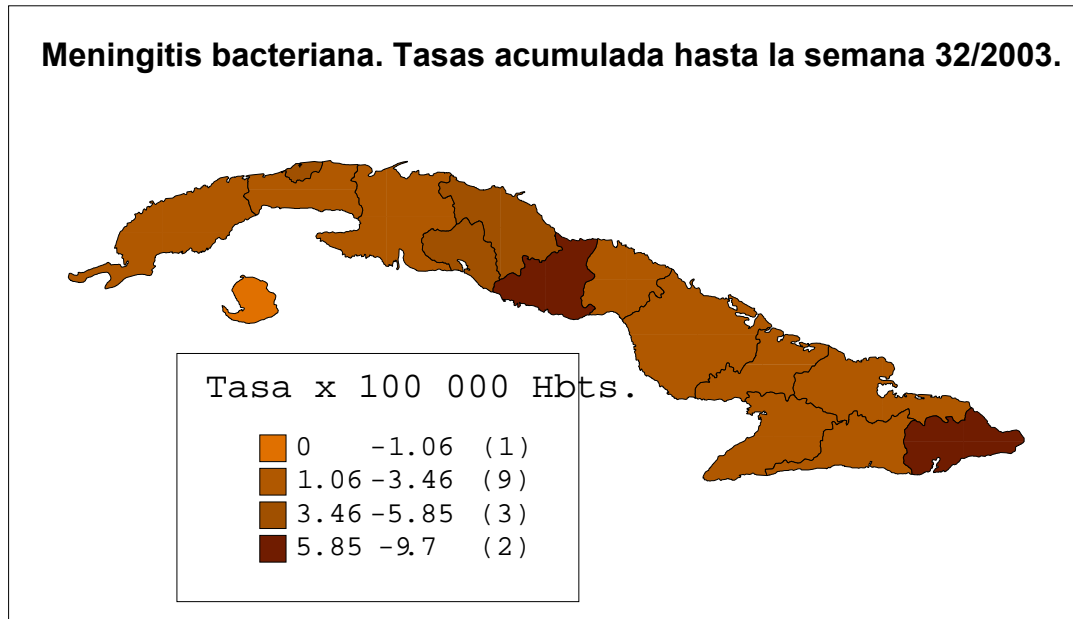 Meningitis bacteriana. Tasas acumulada hasta la semana 32/2003.
Tasa x 100 000 Hbts.
0 -1.06 (1)
1.06 -3.46 (9)
3.46 -5.85 (3)
5.85 -9.7 (2)